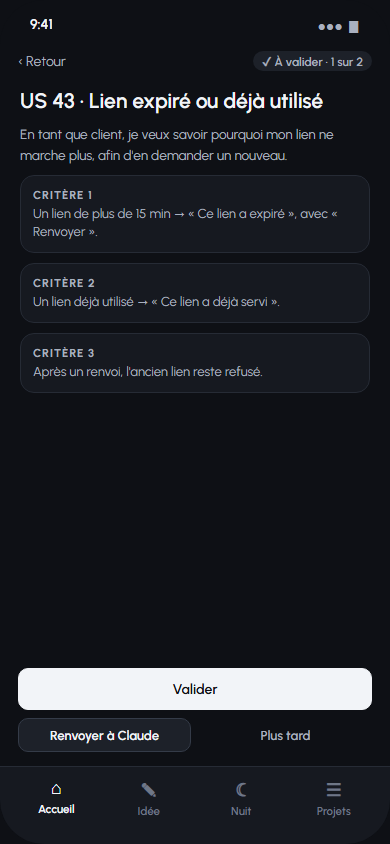 9:41
‹ Retour
✓ À valider · 1 sur 2
US 43 · Lien expiré ou déjà utilisé
En tant que client, je veux savoir pourquoi mon lien ne
marche plus, afin d'en demander un nouveau.
CRITÈRE 1
Un lien de plus de 15 min → « Ce lien a expiré », avec «
Renvoyer ».
CRITÈRE 2
Un lien déjà utilisé → « Ce lien a déjà servi ».
CRITÈRE 3
Après un renvoi, l'ancien lien reste refusé.
Valider
Renvoyer à Claude
Plus tard
Accueil
Idée
Nuit
Projets